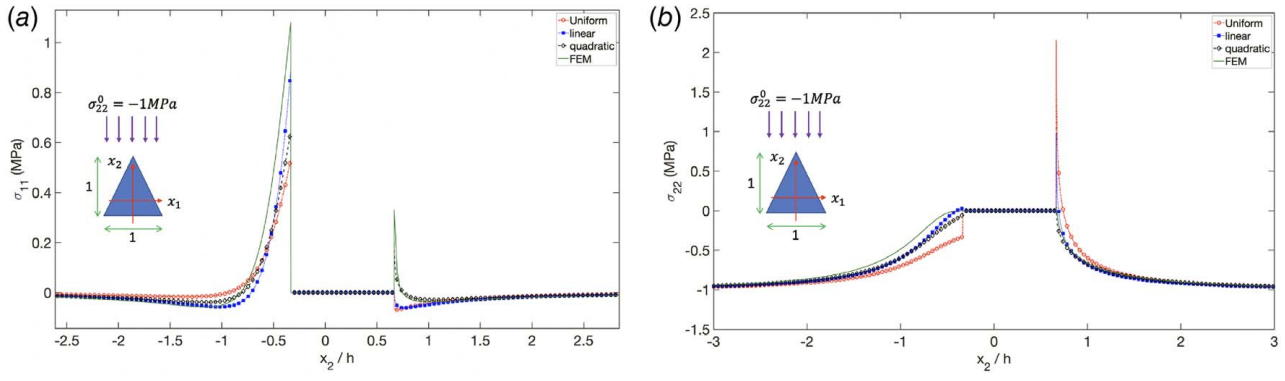 (a)
Uniform
linear
quadratic
FEM
1
0.8
0.6
0.4
0.2
0
σ₁₁ (MPa)
σ⁰₂₂ = −1MPa
x₂
1
x₁
1
-2.5 -2 -1.5 -1 -0.5 0 0.5 1 1.5 2 2.5
x₂ / h
(b)
Uniform
linear
quadratic
FEM
2.5
2
1.5
1
0.5
0
-0.5
-1
-1.5
σ₂₂ (MPa)
σ⁰₂₂ = −1MPa
x₂
1
x₁
1
-3 -2 -1 0 1 2 3
x₂ / h